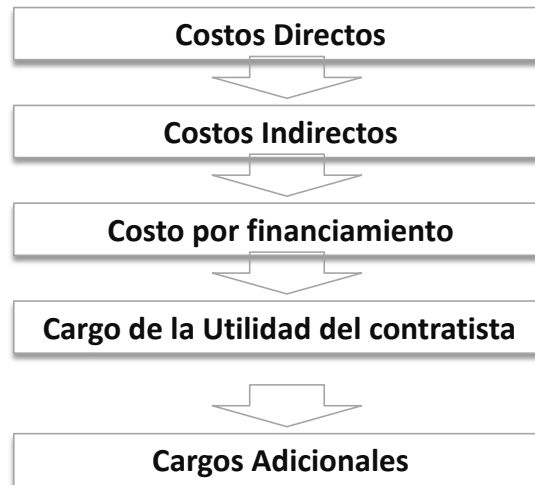 Costos Directos
Costos Indirectos
Costo por financiamiento
Cargo de la Utilidad del contratista
Cargos Adicionales